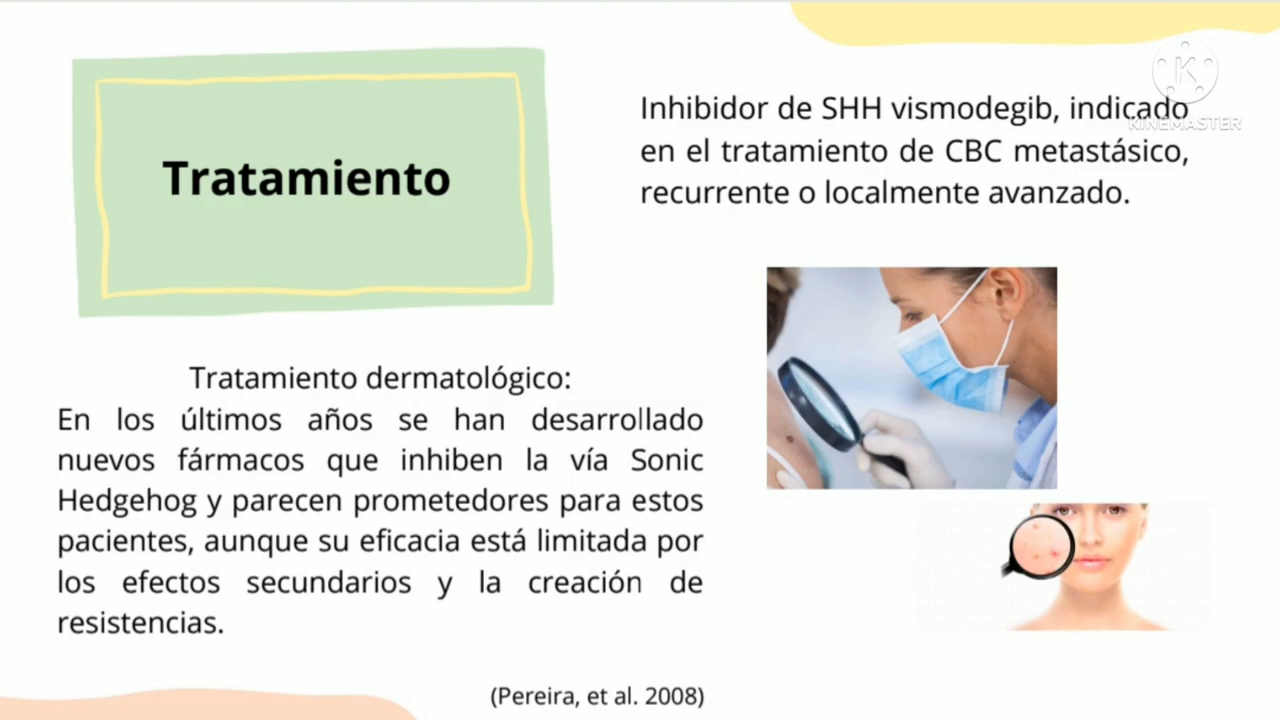 Tratamiento
Inhibidor de SHH vismodegib, indicado
en el tratamiento de CBC metastásico,
recurrente o localmente avanzado.
KINEMASTER
Tratamiento dermatológico:
En los últimos años se han desarrollado
nuevos fármacos que inhiben la vía Sonic
Hedgehog y parecen prometedores para estos
pacientes, aunque su eficacia está limitada por
los efectos secundarios y la creación de
resistencias.
(Pereira, et al. 2008)